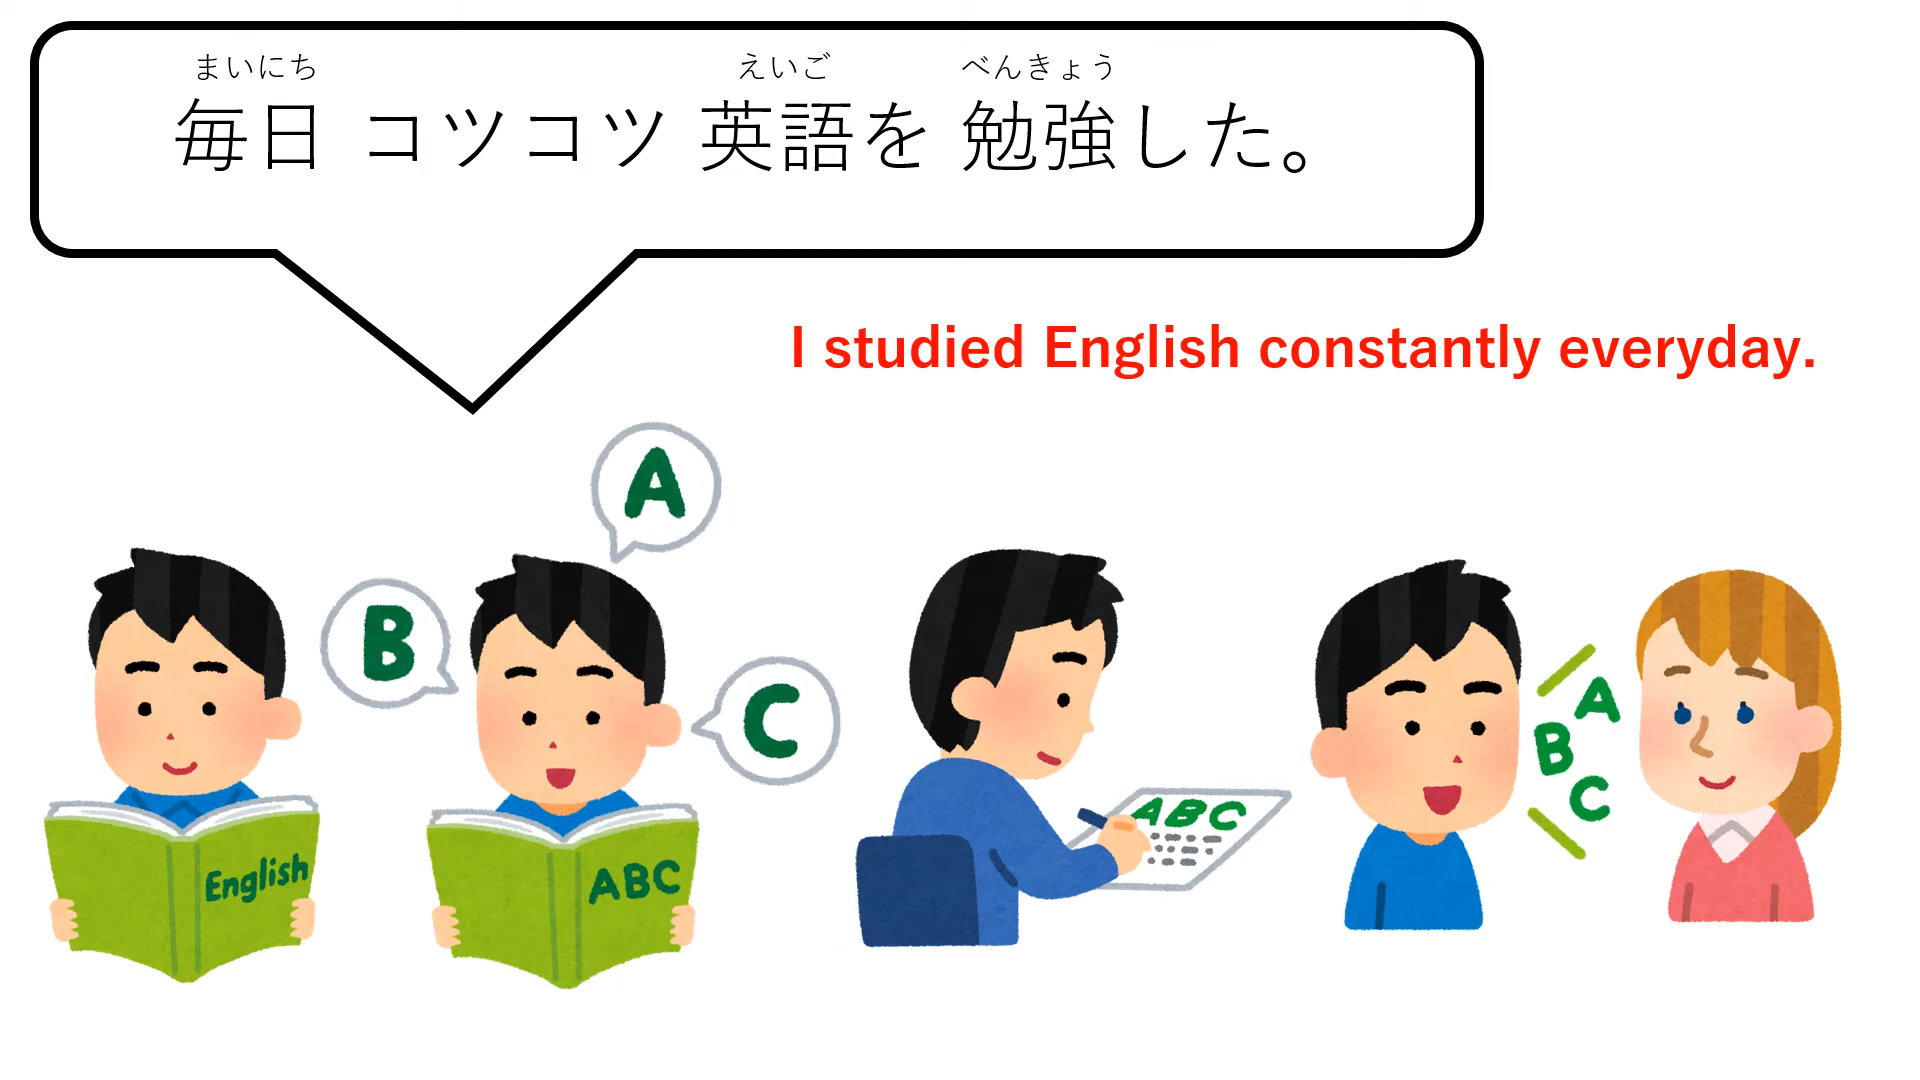 まいにち えいご べんきょう
毎日 コツコツ 英語を 勉強した。
I studied English constantly everyday.
A
B
C
English
ABC
ABC
A
B
C